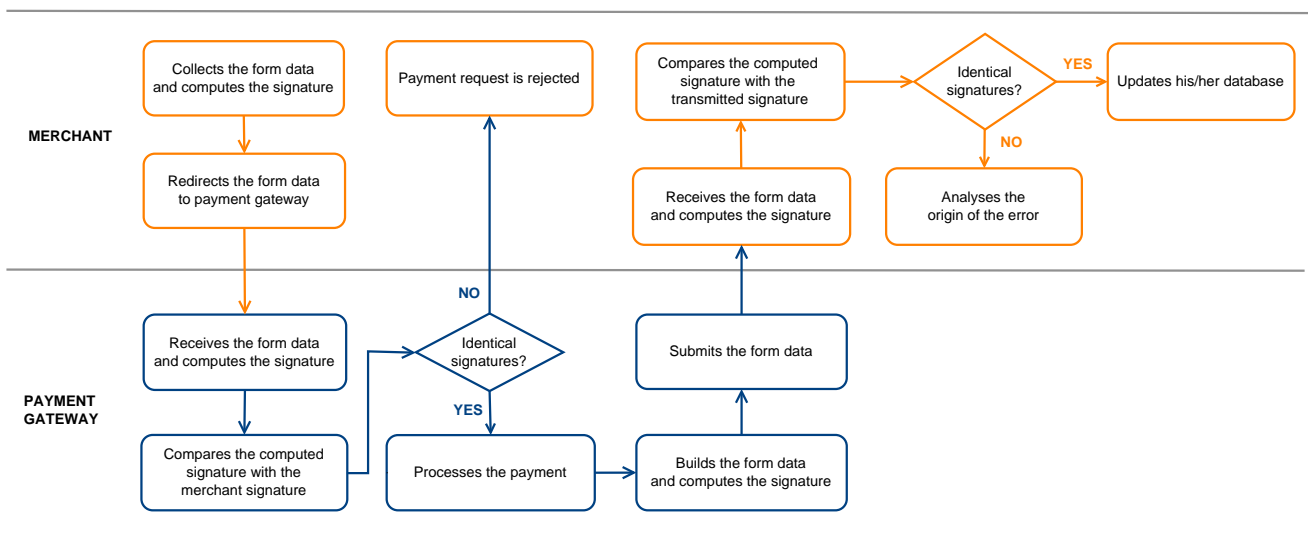 MERCHANT
Collects the form data
and computes the signature
Redirects the form data
to payment gateway
Payment request is rejected
Compares the computed
signature with the
transmitted signature
Receives the form data
and computes the signature
Identical
signatures?
YES
Updates his/her database
NO
Analyses the
origin of the error
PAYMENT
GATEWAY
Receives the form data
and computes the signature
Compares the computed
signature with the
merchant signature
NO
Identical
signatures?
YES
Processes the payment
Submits the form data
Builds the form data
and computes the signature